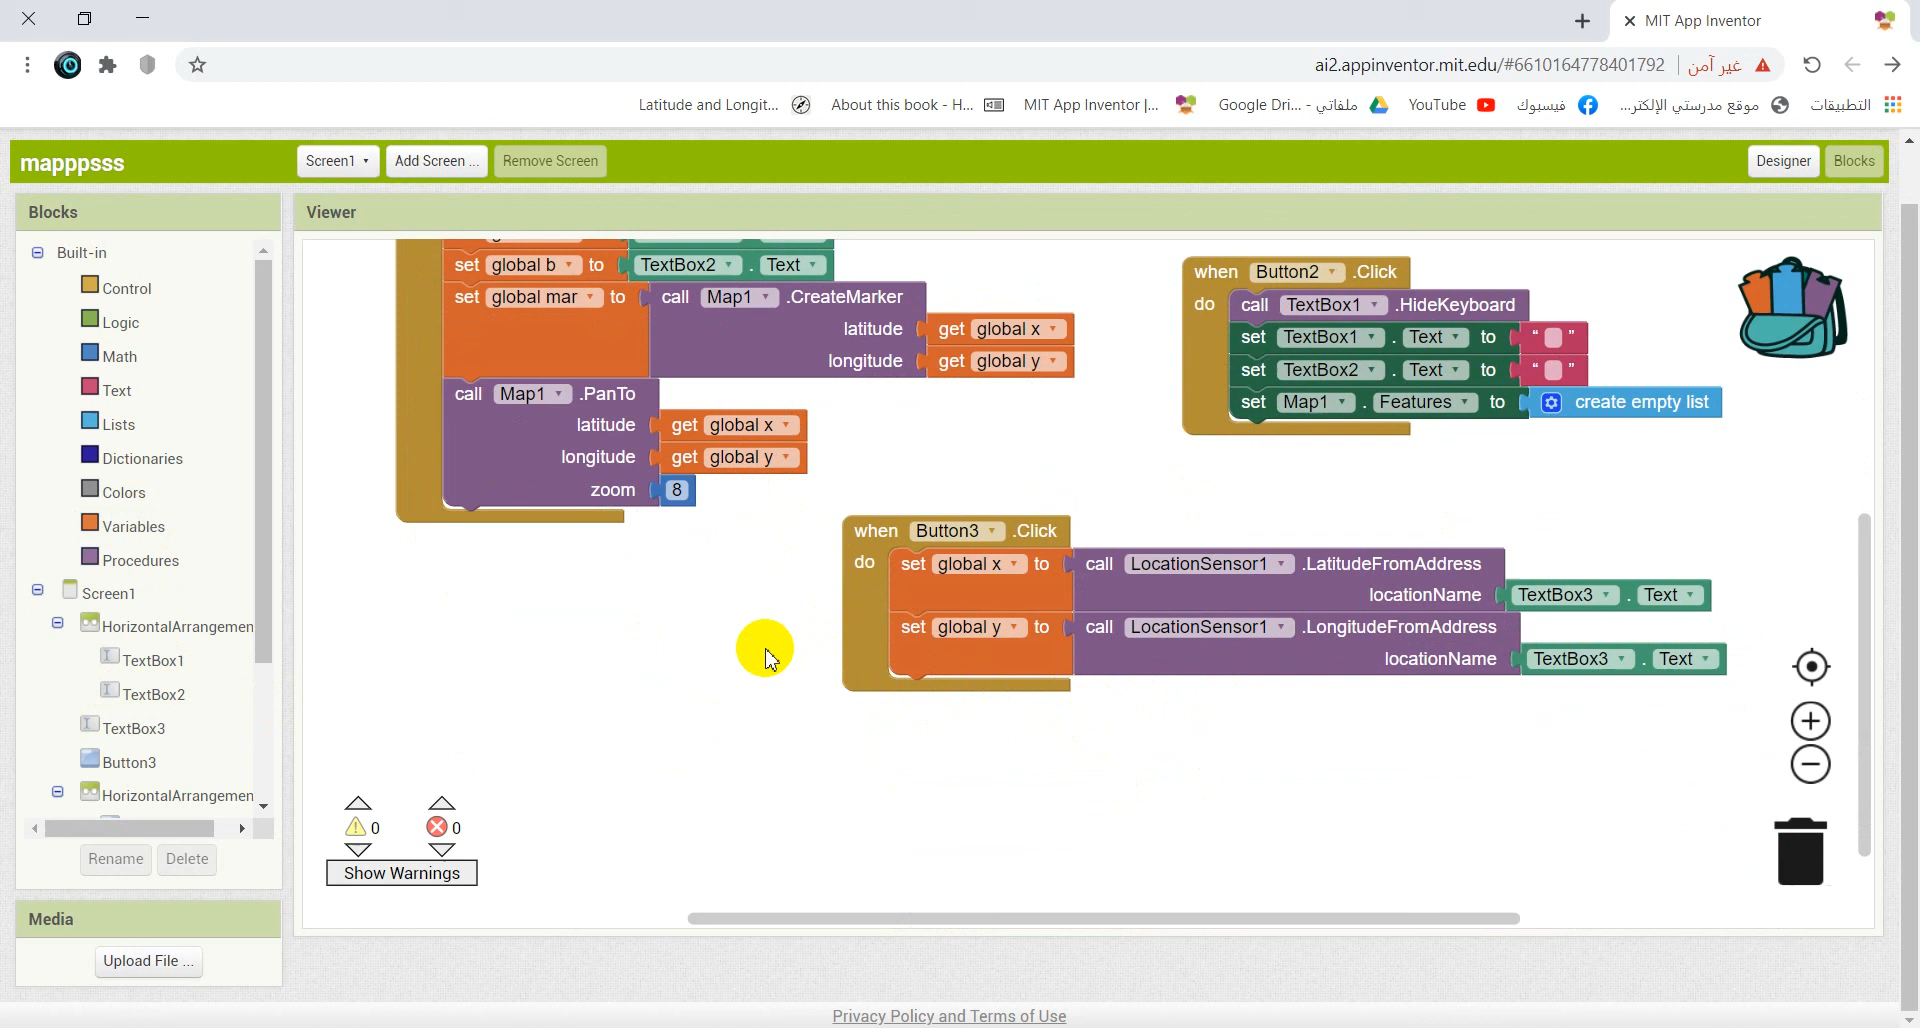 MIT App Inventor
ai2.appinventor.mit.edu/#6610164778401792
غير آمن
Latitude and Longit...
About this book - H...
MIT App Inventor |...
Google Dri... - ملفاتي
YouTube
فيسبوك
موقع مدرستي الإلكتر...
التطبيقات
mapppsss
Screen1
Add Screen ...
Remove Screen
Designer
Blocks
Blocks
Viewer
Built-in
Control
Logic
Math
Text
Lists
Dictionaries
Colors
Variables
Procedures
Screen1
HorizontalArrangemen
TextBox1
TextBox2
TextBox3
Button3
HorizontalArrangemen
Rename
Delete
Media
Upload File ...
set global b to TextBox2 . Text
set global mar to call Map1 .CreateMarker
latitude get global x
longitude get global y
call Map1 .PanTo
latitude get global x
longitude get global y
zoom 8
when Button2 .Click
do call TextBox1 .HideKeyboard
set TextBox1 . Text to “ ”
set TextBox2 . Text to “ ”
set Map1 . Features to create empty list
when Button3 .Click
do set global x to call LocationSensor1 .LatitudeFromAddress
locationName TextBox3 . Text
set global y to call LocationSensor1 .LongitudeFromAddress
locationName TextBox3 . Text
0 0
Show Warnings
Privacy Policy and Terms of Use